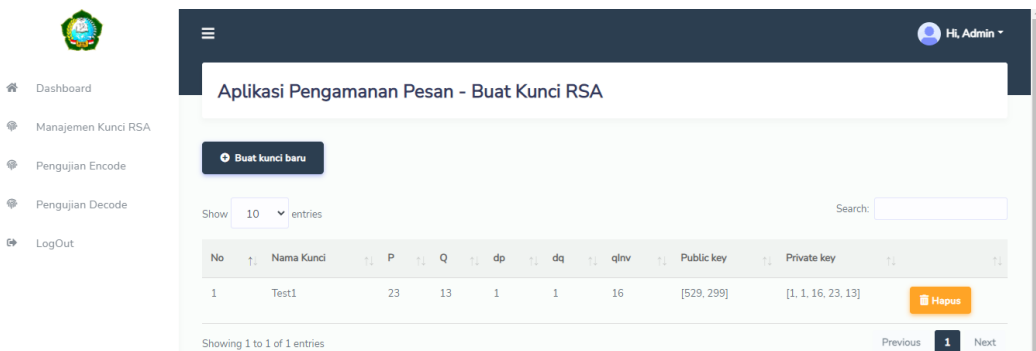 Hi, Admin
Dashboard
Manajemen Kunci RSA
Pengujian Encode
Pengujian Decode
LogOut
Aplikasi Pengamanan Pesan - Buat Kunci RSA
Buat kunci baru
Show 10 entries
Search:
No Nama Kunci P Q dp dq qInv Public key Private key
1 Test1 23 13 1 1 16 [529, 299] [1, 1, 16, 23, 13] Hapus
Showing 1 to 1 of 1 entries
Previous 1 Next